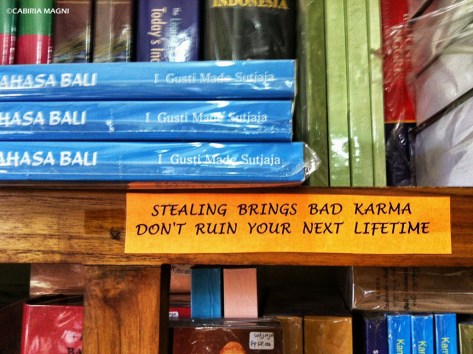 ©CABIRIA MAGNI
INDONESIA
Today's In
AHASA BALI I Gusti Made Sutjaja
AHASA BALI I Gusti Made Sutjaja
AHASA BALI I Gusti Made Sutjaja
STEALING BRINGS BAD KARMA
DON'T RUIN YOUR NEXT LIFETIME